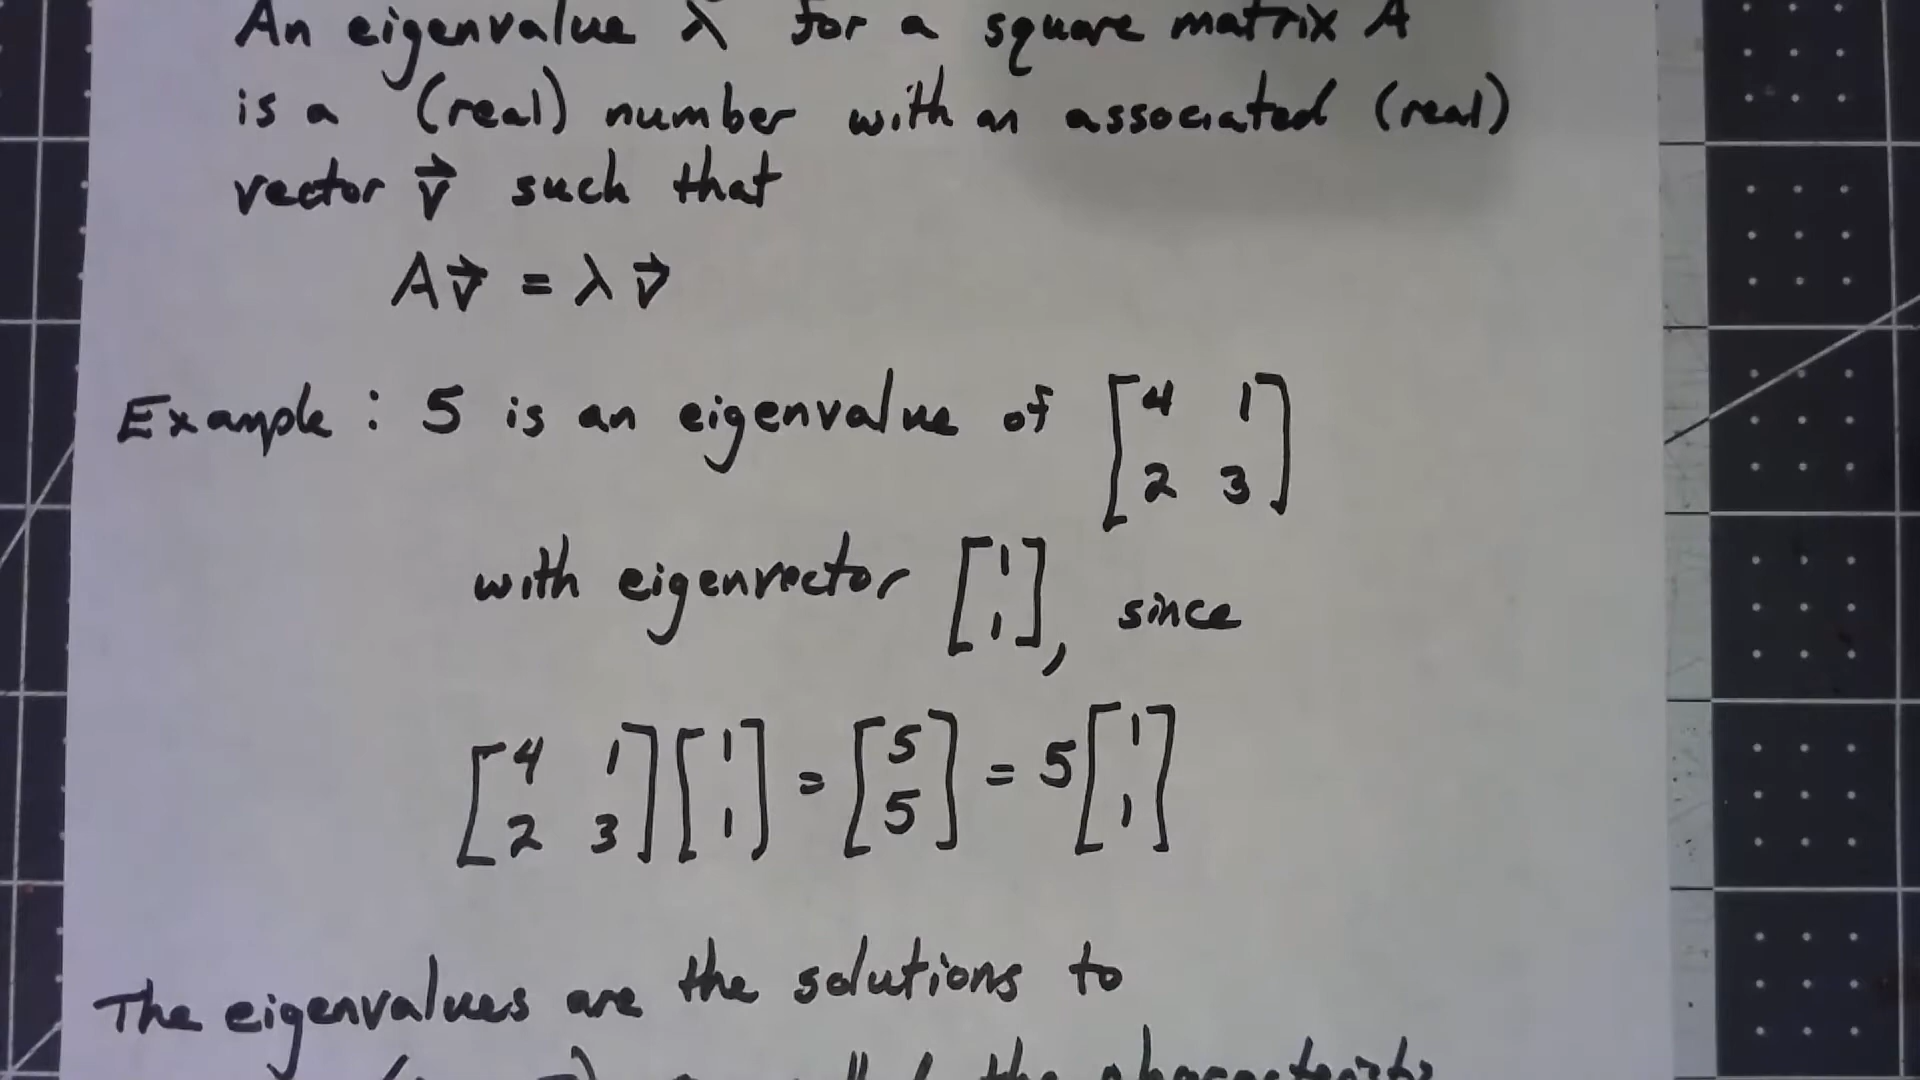 An eigenvalue λ for a square matrix A
is a (real) number with an associated (real)
vector v⃗ such that
Av⃗ = λv⃗
Example: 5 is an eigenvalue of [4 1; 2 3]
with eigenvector [1; 1], since
[4 1; 2 3][1; 1] = [5; 5] = 5[1; 1]
The eigenvalues are the solutions to
the characteristic